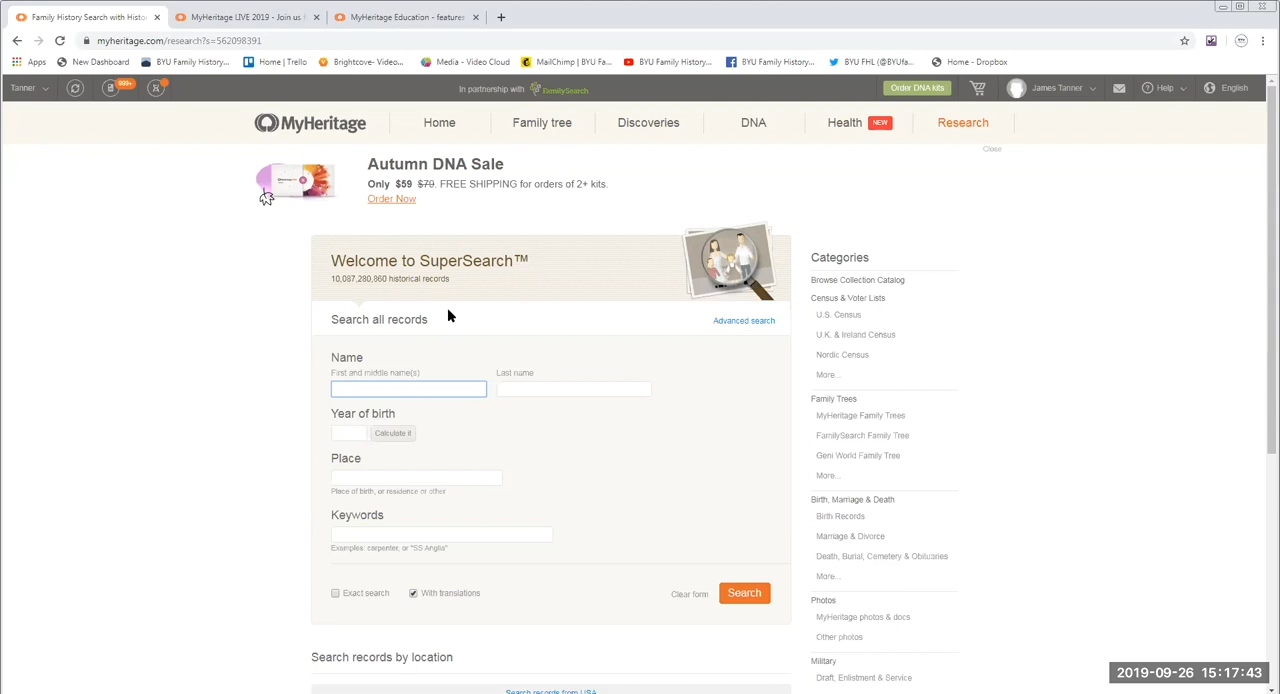 Family History Search with Histo
MyHeritage LIVE 2019 - Join us
MyHeritage Education - features
myheritage.com/research?s=562098391
Apps New Dashboard BYU Family History... Home | Trello Brightcove- Video... Media - Video Cloud MailChimp | BYU Fa... BYU Family History... BYU Family History... BYU FHL (@BYUfa... Home - Dropbox
Tanner 999+ In partnership with FamilySearch Order DNA kits James Tanner Help English
MyHeritage Home Family tree Discoveries DNA Health NEW Research
Close
Autumn DNA Sale
Only $59 $79. FREE SHIPPING for orders of 2+ kits.
Order Now
Welcome to SuperSearch™
10,087,280,860 historical records
Search all records Advanced search
Name
First and middle name(s) Last name
Year of birth
Calculate it
Place
Place of birth, or residence or other
Keywords
Examples: carpenter, or "SS Anglia"
Exact search With translations Clear form Search
Search records by location
Search records from USA
Categories
Browse Collection Catalog
Census & Voter Lists
U.S. Census
U.K. & Ireland Census
Nordic Census
More...
Family Trees
MyHeritage Family Trees
FamilySearch Family Tree
Geni World Family Tree
More...
Birth, Marriage & Death
Birth Records
Marriage & Divorce
Death, Burial, Cemetery & Obituaries
More...
Photos
MyHeritage photos & docs
Other photos
Military
Draft, Enlistment & Service
2019-09-26 15:17:43